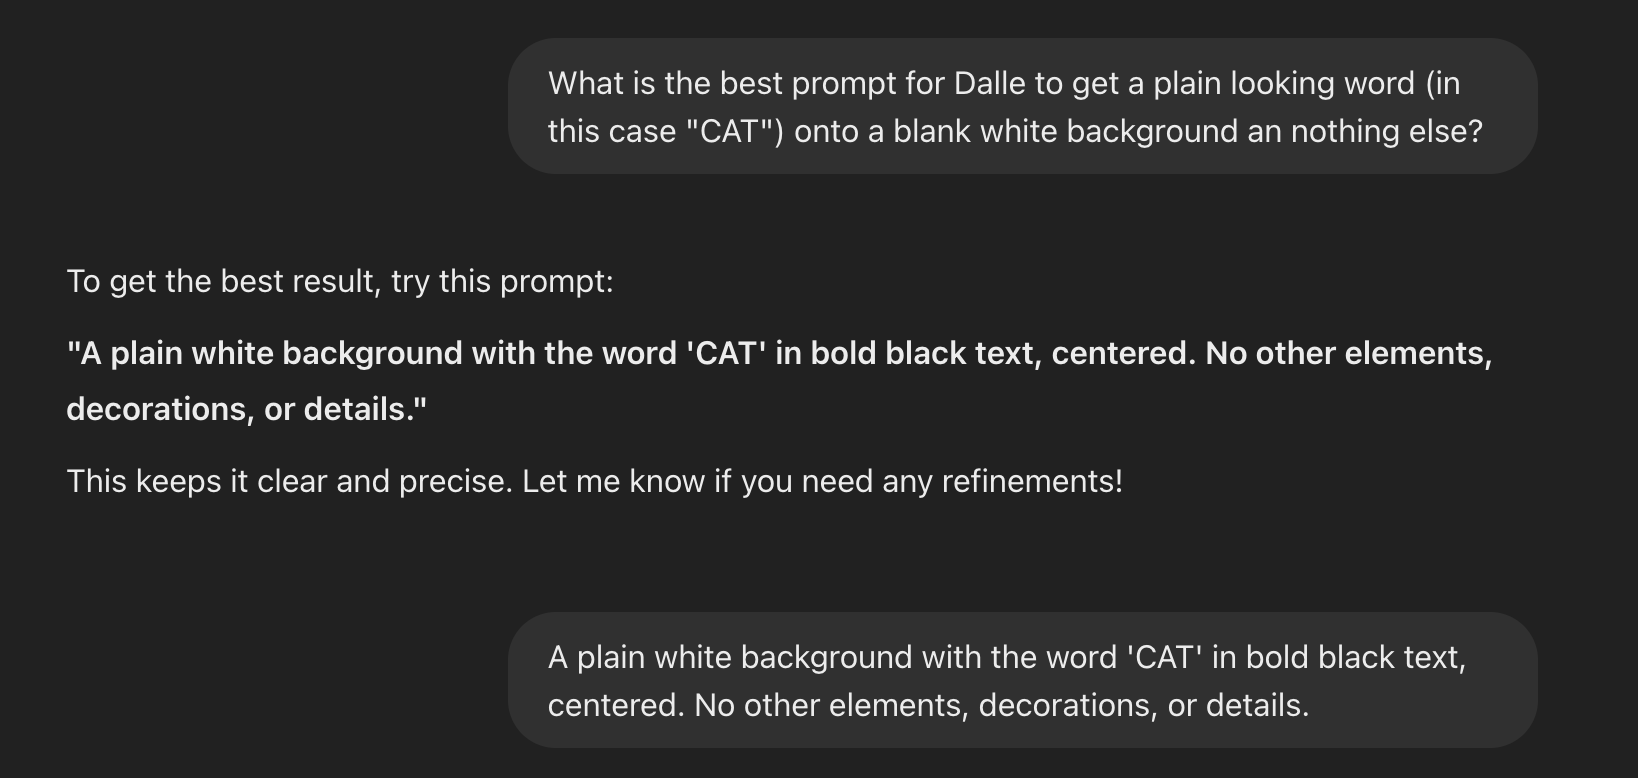 What is the best prompt for Dalle to get a plain looking word (in
this case "CAT") onto a blank white background an nothing else?
To get the best result, try this prompt:
"A plain white background with the word 'CAT' in bold black text, centered. No other elements,
decorations, or details."
This keeps it clear and precise. Let me know if you need any refinements!
A plain white background with the word 'CAT' in bold black text,
centered. No other elements, decorations, or details.